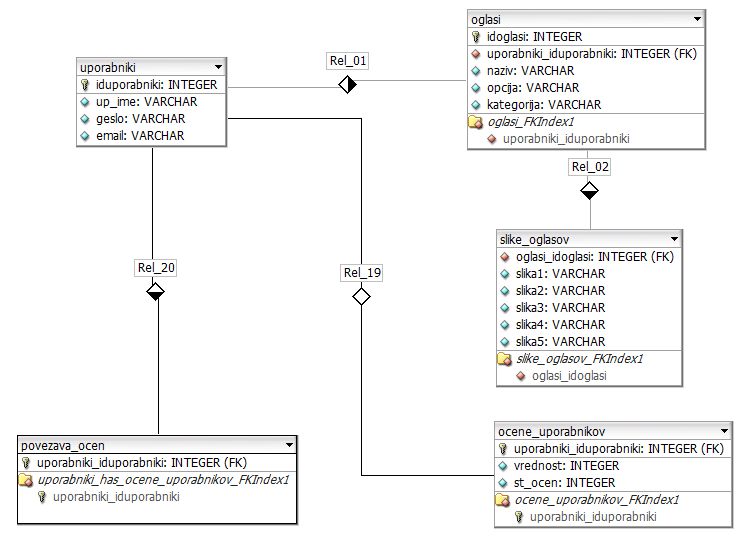 oglasi
idoglasi: INTEGER
uporabniki_iduporabniki: INTEGER (FK)
naziv: VARCHAR
opcija: VARCHAR
kategorija: VARCHAR
oglasi_FKIndex1
uporabniki_iduporabniki
Rel_01
uporabniki
iduporabniki: INTEGER
up_ime: VARCHAR
geslo: VARCHAR
email: VARCHAR
Rel_02
slike_oglasov
oglasi_idoglasi: INTEGER (FK)
slika1: VARCHAR
slika2: VARCHAR
slika3: VARCHAR
slika4: VARCHAR
slika5: VARCHAR
slike_oglasov_FKIndex1
oglasi_idoglasi
Rel_20
Rel_19
povezava_ocen
uporabniki_iduporabniki: INTEGER (FK)
uporabniki_has_ocene_uporabnikov_FKIndex1
uporabniki_iduporabniki
ocene_uporabnikov
uporabniki_iduporabniki: INTEGER (FK)
vrednost: INTEGER
st_ocen: INTEGER
ocene_uporabnikov_FKIndex1
uporabniki_iduporabniki